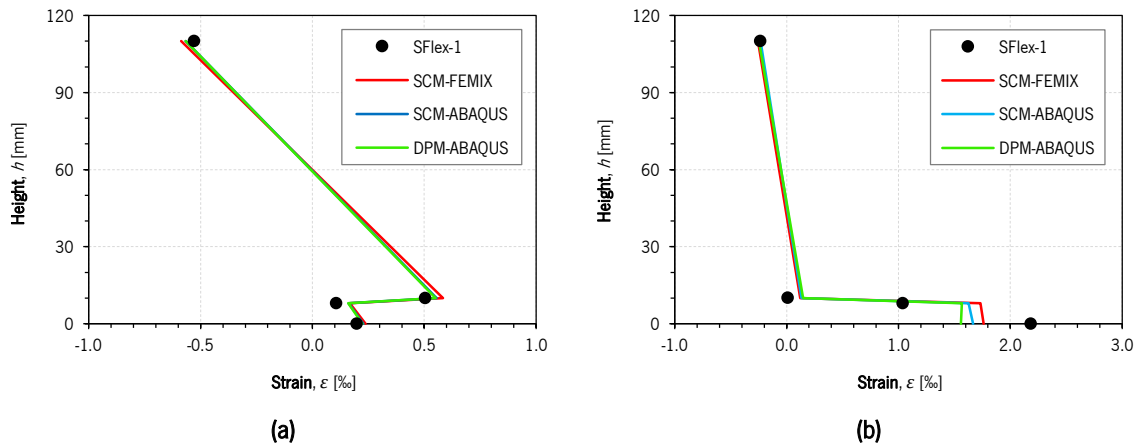 120
90
60
30
0
-1.0 -0.5 0.0 0.5 1.0
Height, h [mm]
Strain, ε [‰]
SFlex-1
SCM-FEMIX
SCM-ABAQUS
DPM-ABAQUS
(a)
120
90
60
30
0
-1.0 0.0 1.0 2.0 3.0
Height, h [mm]
Strain, ε [‰]
SFlex-1
SCM-FEMIX
SCM-ABAQUS
DPM-ABAQUS
(b)